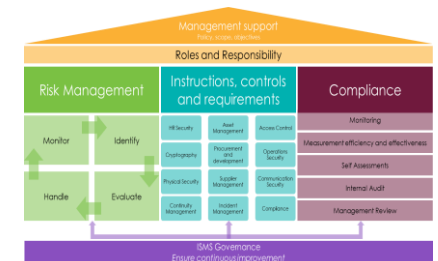 Management support
Policy, scope, objectives
Roles and Responsibility
Risk Management
Instructions, controls
and requirements
Compliance
Monitor
Identify
Handle
Evaluate
HR Security
Asset
Management
Access Control
Cryptography
Procurement
and
development
Operations
Security
Physical Security
Supplier
Management
Communication
Security
Continuity
Management
Incident
Management
Compliance
Monitoring
Measurement efficiency and effectiveness
Self Assessments
Internal Audit
Management Review
ISMS Governance
Ensure continuous improvement